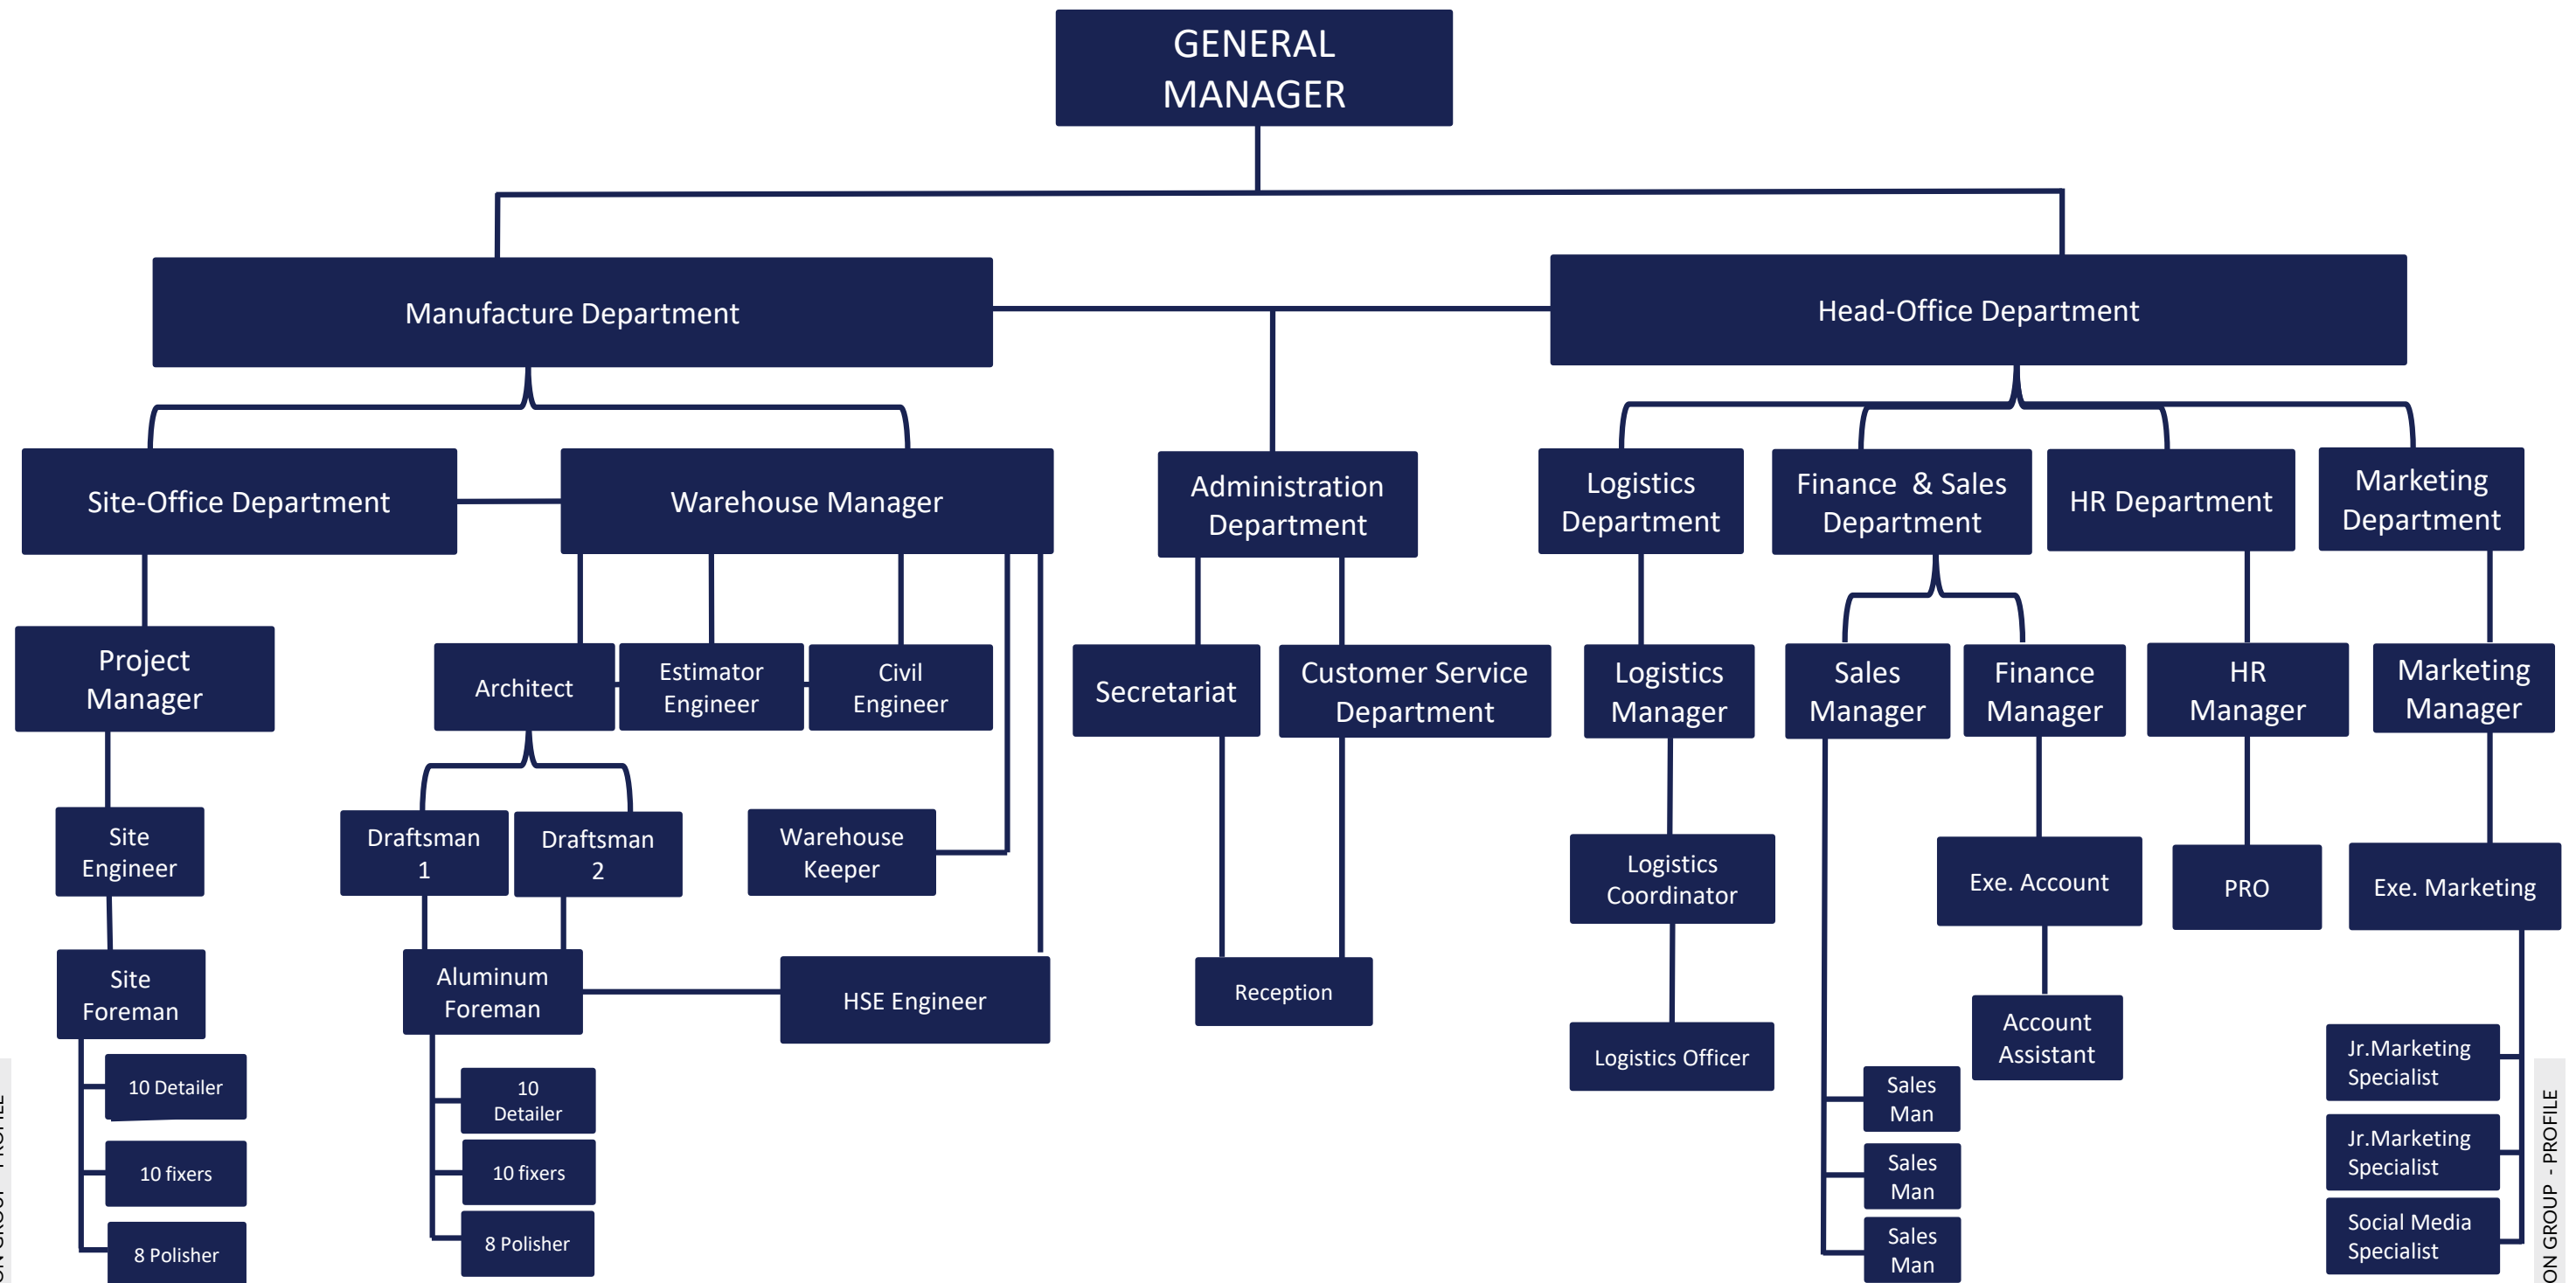 GENERAL
MANAGER
Manufacture Department
Head-Office Department
Site-Office Department
Warehouse Manager
Administration
Department
Logistics
Department
Finance & Sales
Department
HR Department
Marketing
Department
Project
Manager
Architect
Estimator
Engineer
Civil
Engineer
Secretariat
Customer Service
Department
Logistics
Manager
Sales
Manager
Finance
Manager
HR
Manager
Marketing
Manager
Site
Engineer
Draftsman
1
Draftsman
2
Warehouse
Keeper
Logistics
Coordinator
Exe. Account
PRO
Exe. Marketing
Site
Foreman
Aluminum
Foreman
HSE Engineer
Reception
Logistics Officer
Account
Assistant
10 Detailer
10 fixers
8 Polisher
10
Detailer
10 fixers
8 Polisher
Sales
Man
Sales
Man
Sales
Man
Jr.Marketing
Specialist
Jr.Marketing
Specialist
Social Media
Specialist
ON GROUP - PROFILE